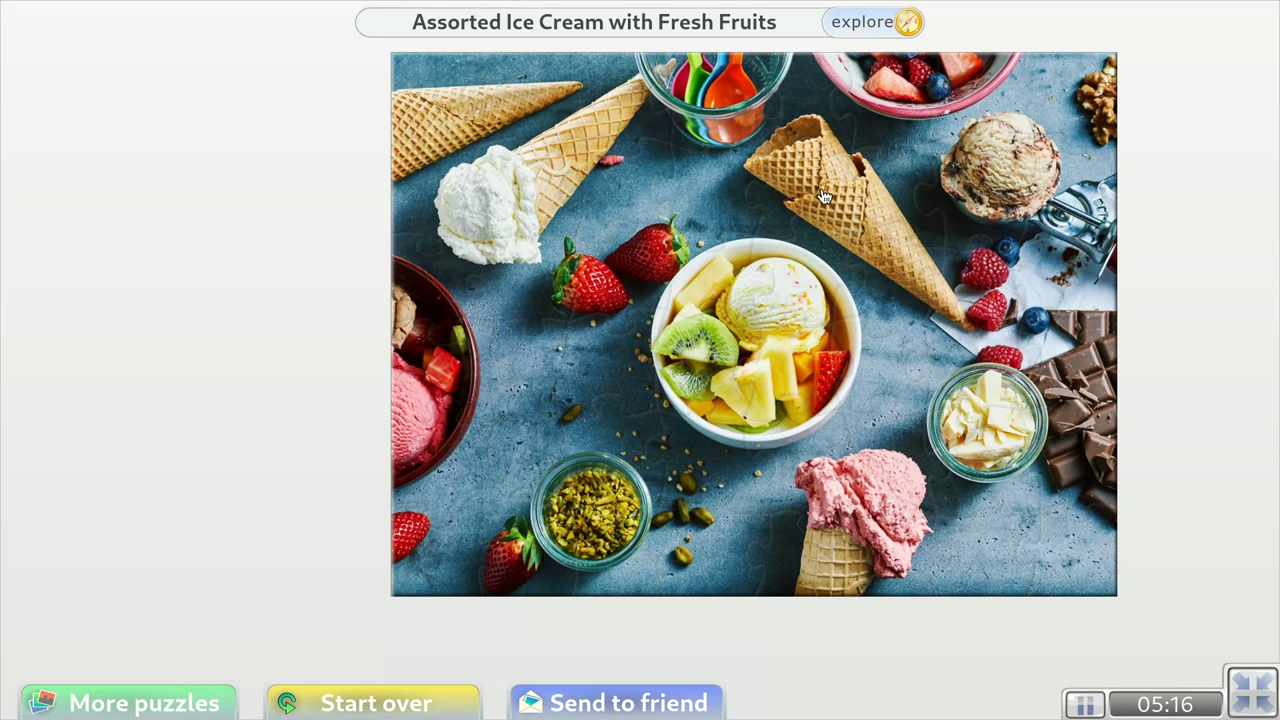 Assorted Ice Cream with Fresh Fruits
explore
More puzzles
Start over
Send to friend
05:16